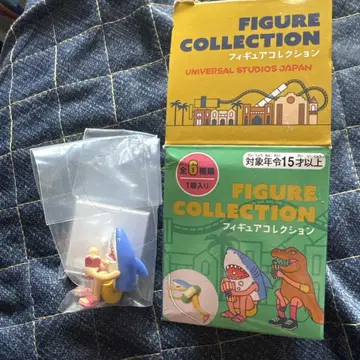 FIGURE
COLLECTION
フィギュアコレクション
UNIVERSAL STUDIOS JAPAN
対象年令15才以上
全6種類
1個入り
FIGURE
COLLECTION
フィギュアコレクション